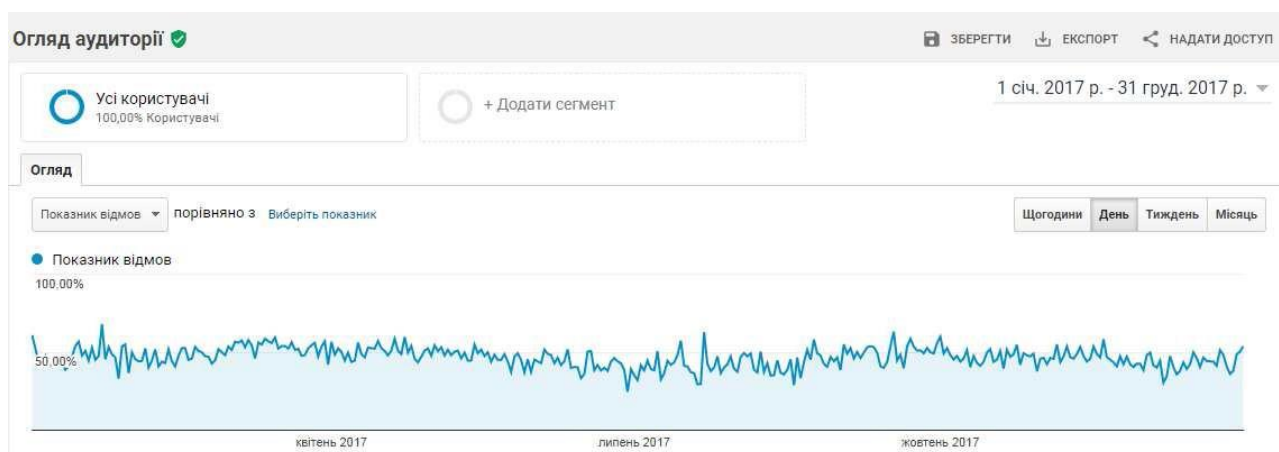 Огляд аудиторії
ЗБЕРЕГТИ ЕКСПОРТ НАДАТИ ДОСТУП
Усі користувачі
100,00% Користувачі
+ Додати сегмент
1 січ. 2017 р. - 31 груд. 2017 р.
Огляд
Показник відмов порівняно з Виберіть показник
Щогодини День Тиждень Місяць
Показник відмов
100,00%
50,00%
квітень 2017 липень 2017 жовтень 2017